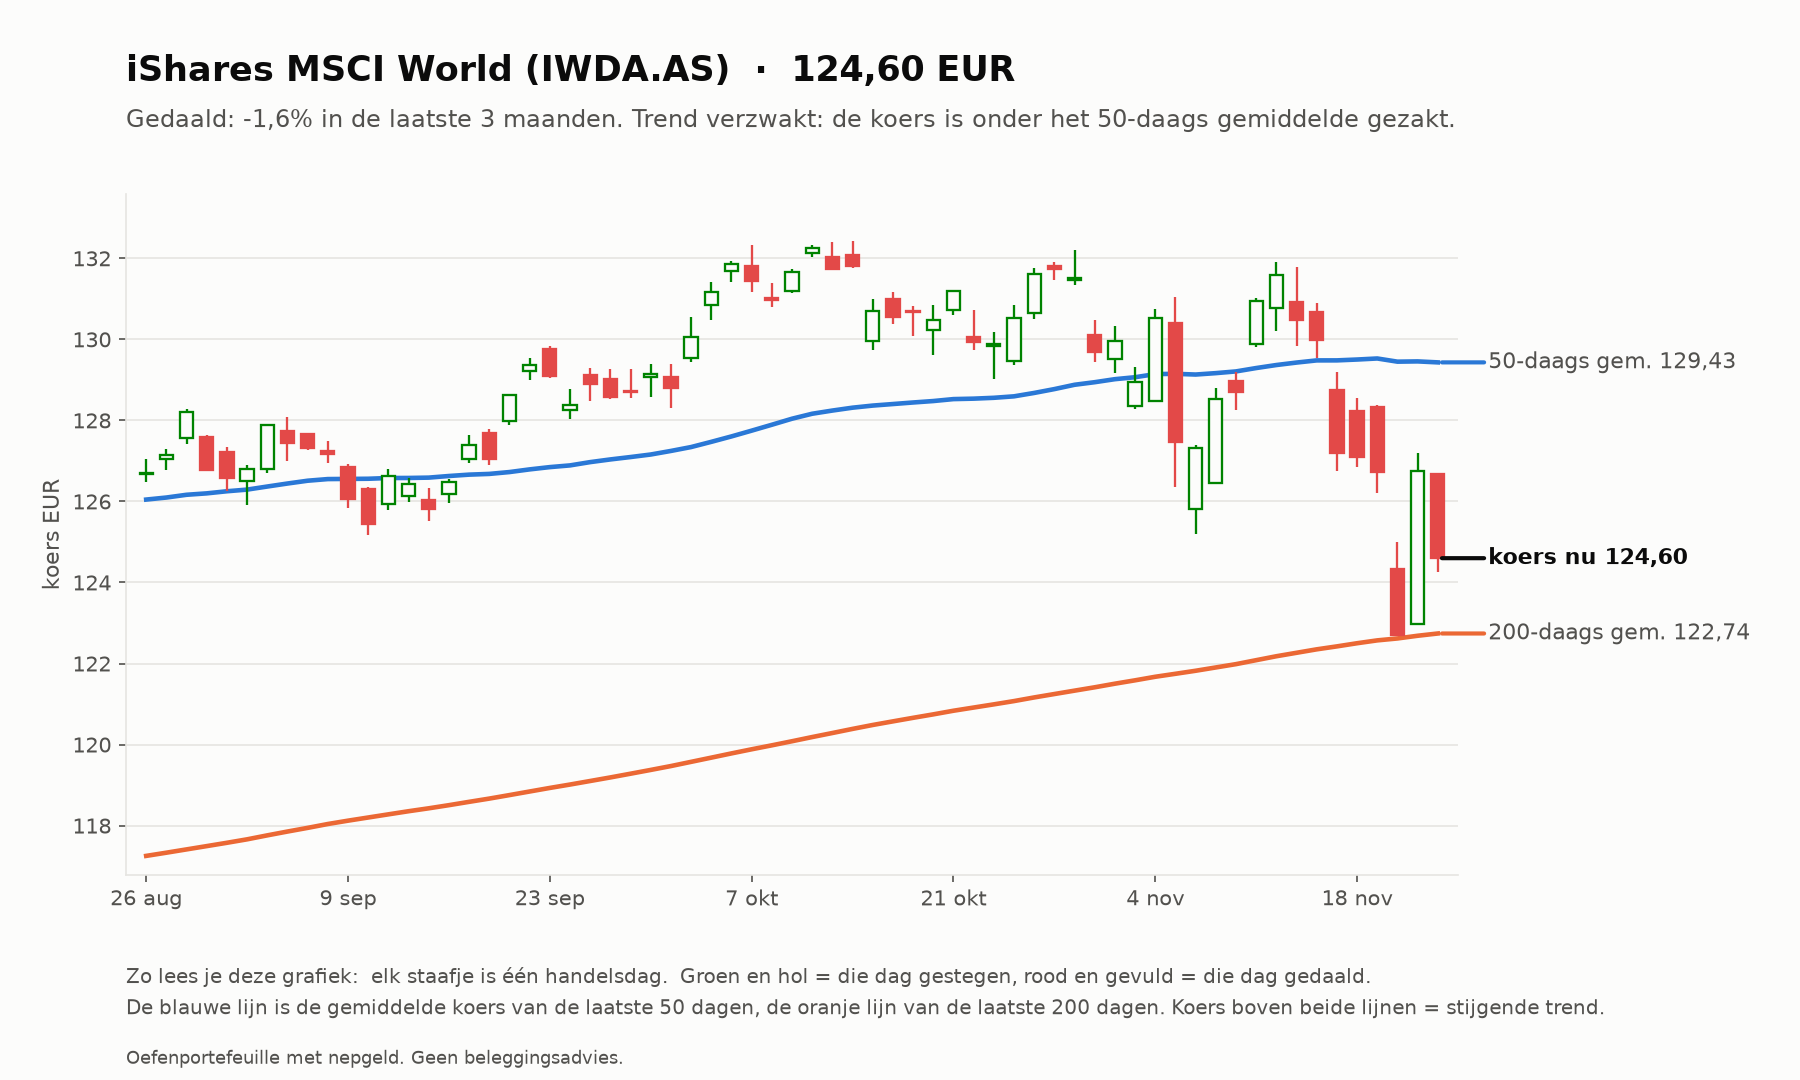 iShares MSCI World (IWDA.AS) · 124,60 EUR
Gedaald: -1,6% in de laatste 3 maanden. Trend verzwakt: de koers is onder het 50-daags gemiddelde gezakt.
koers EUR
132
130
128
126
124
122
120
118
50-daags gem. 129,43
koers nu 124,60
200-daags gem. 122,74
26 aug
9 sep
23 sep
7 okt
21 okt
4 nov
18 nov
Zo lees je deze grafiek:  elk staafje is één handelsdag.  Groen en hol = die dag gestegen, rood en gevuld = die dag gedaald.
De blauwe lijn is de gemiddelde koers van de laatste 50 dagen, de oranje lijn van de laatste 200 dagen. Koers boven beide lijnen = stijgende trend.
Oefenportefeuille met nepgeld. Geen beleggingsadvies.